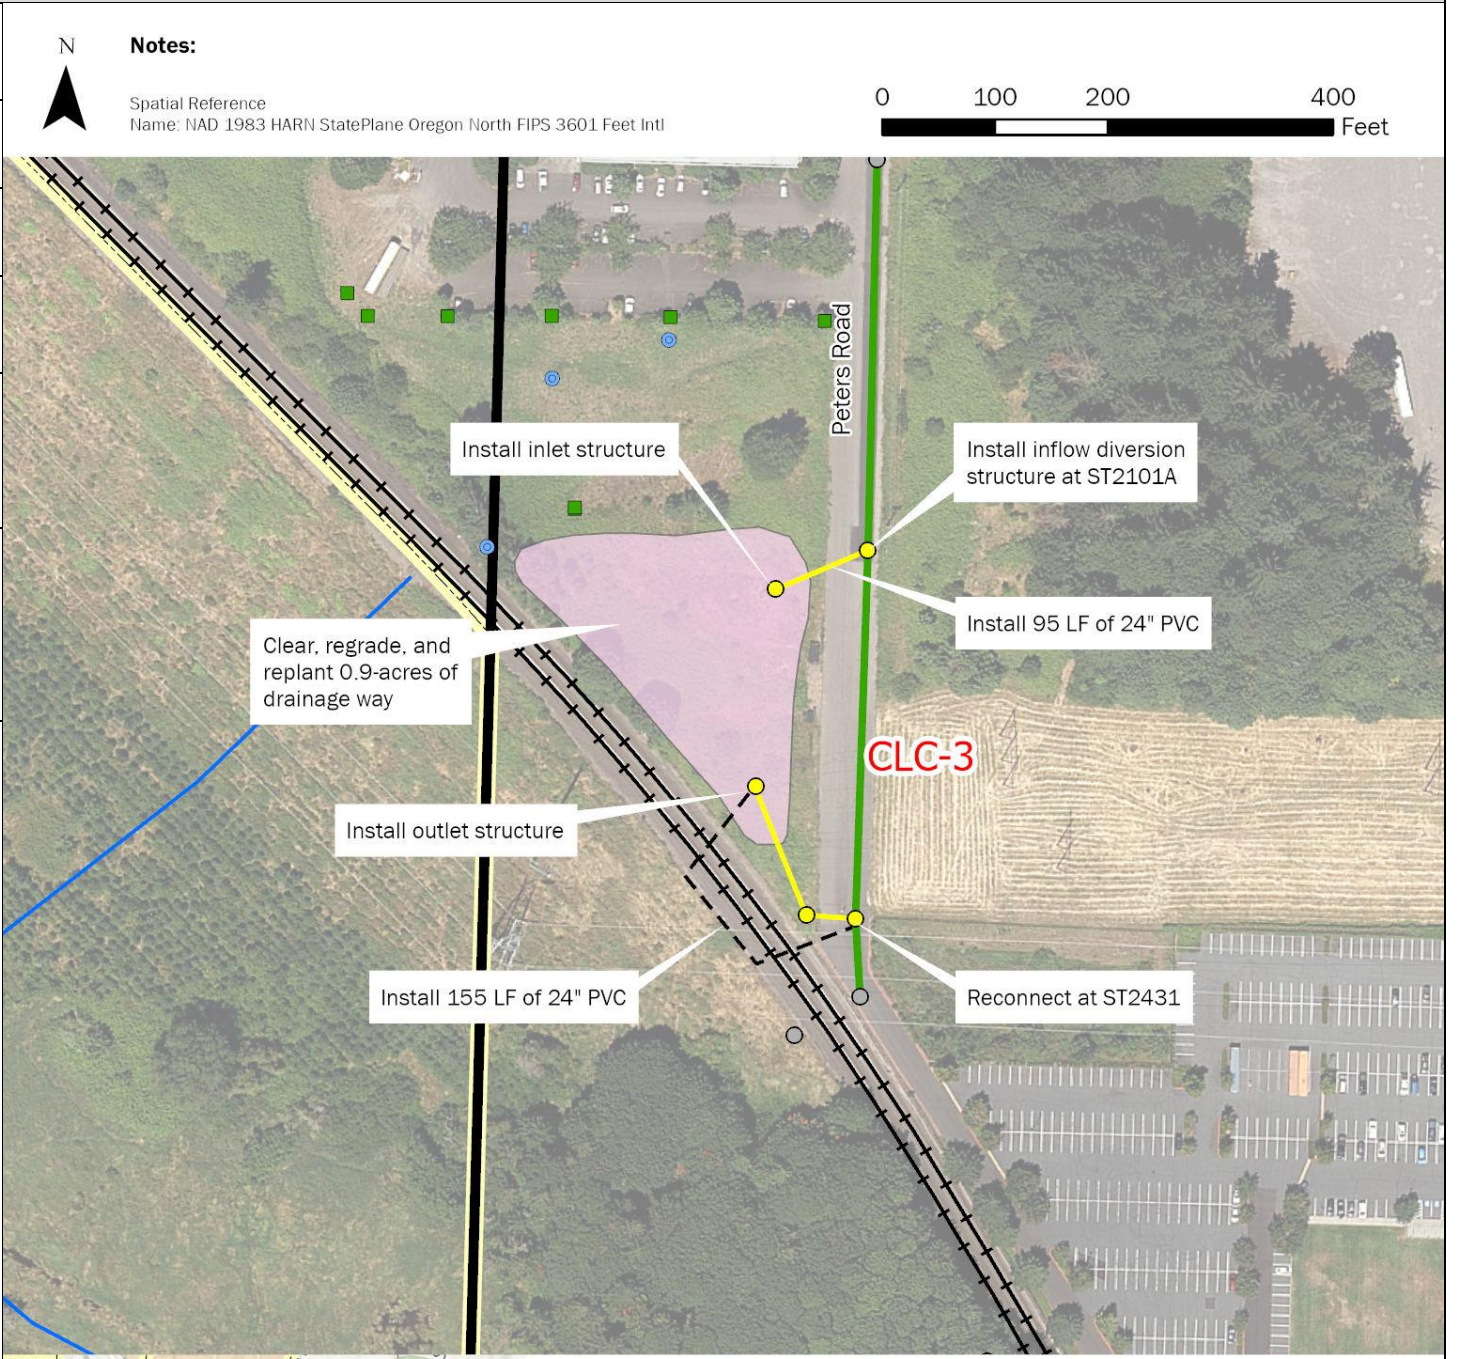 N
Notes:
Spatial Reference
Name: NAD 1983 HARN StatePlane Oregon North FIPS 3601 Feet Intl
0 100 200 400
Feet
Peters Road
Install inlet structure
Install inflow diversion
structure at ST2101A
Install 95 LF of 24" PVC
Clear, regrade, and
replant 0.9-acres of
drainage way
CLC-3
Install outlet structure
Install 155 LF of 24" PVC
Reconnect at ST2431